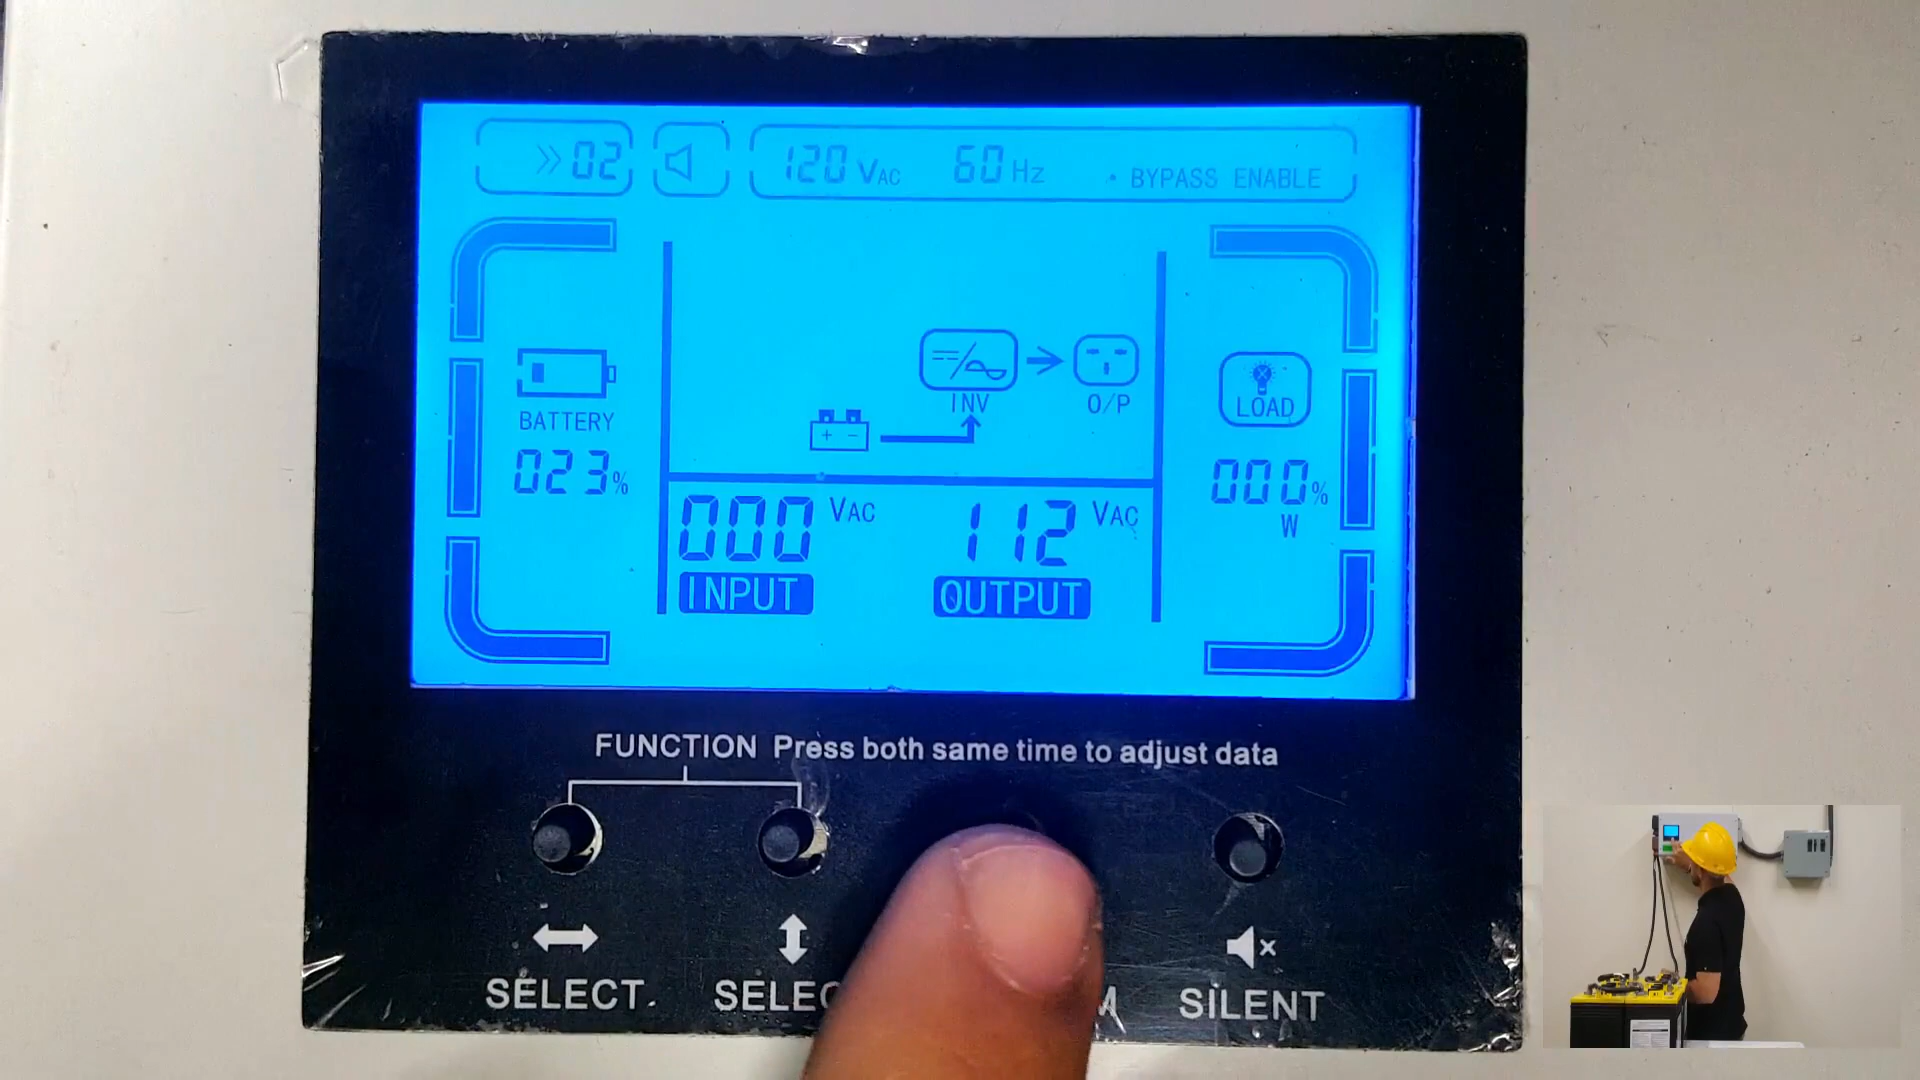 »02 120 VAC 60 Hz BYPASS ENABLE
INV O/P
BATTERY LOAD
023% 000%
W
000 VAC 112 VAC
INPUT OUTPUT
FUNCTION Press both same time to adjust data
SELECT SELEC M SILENT